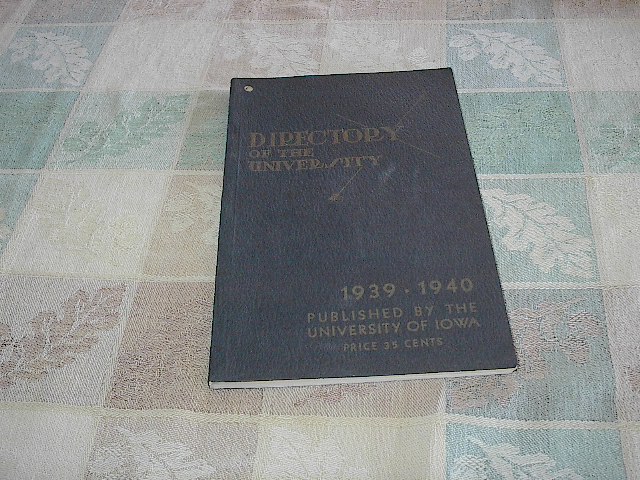 DIRECTORY
OF THE
UNIVERSITY
1939 · 1940
PUBLISHED BY THE
UNIVERSITY OF IOWA
PRICE 35 CENTS